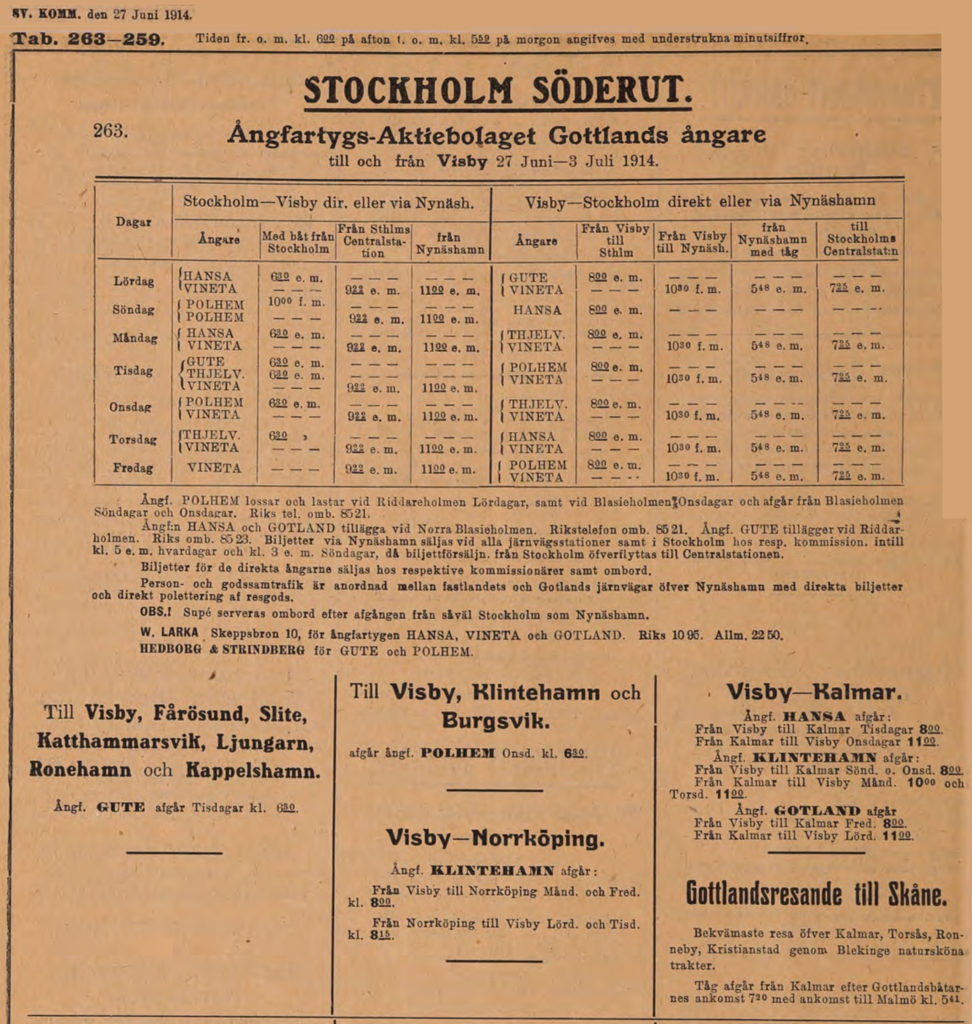 SV. KOMM. den 27 Juni 1914.
Tab. 263—259. Tiden fr. o. m. kl. 6⁰⁰ på afton t. o. m. kl. 5⁵⁹ på morgon angifves med understrukna minutsiffror.
STOCKHOLM SÖDERUT.
263. Ångfartygs-Aktiebolaget Gottlands ångare
till och från Visby 27 Juni—3 Juli 1914.
Dagar | Stockholm—Visby dir. eller via Nynäsh. | Visby—Stockholm direkt eller via Nynäshamn
Ångare | Med båt från Stockholm | Från Sthlms Centralstation | från Nynäshamn | Ångare | Från Visby till Sthlm | Från Visby till Nynäsh. | från Nynäshamn med tåg | till Stockholms Centralstat:n
Lördag | HANSA | 6³⁰ e. m. | — — — | — — — | GUTE | 8⁰⁰ e. m. | — — — | — — — | — — —
VINETA | — — — | 9²² e. m. | 11⁰⁰ e. m. | VINETA | — — — | 10³⁰ f. m. | 5⁴⁸ e. m. | 7²⁵ e. m.
Söndag | POLHEM | 10⁰⁰ f. m. | — — — | — — — | HANSA | 8⁰⁰ e. m. | — — — | — — — | — — —
POLHEM | — — — | 9²² e. m. | 11⁰⁰ e. m.
Måndag | HANSA | 6³⁰ e. m. | — — — | — — — | THJELV. | 8⁰⁰ e. m. | — — — | — — — | — — —
VINETA | — — — | 9²² e. m. | 11⁰⁰ e. m. | VINETA | — — — | 10³⁰ f. m. | 5⁴⁸ e. m. | 7²⁵ e. m.
Tisdag | GUTE | 6³⁰ e. m. | — — — | — — — | POLHEM | 8⁰⁰ e. m. | — — — | — — — | — — —
THJELV. | 6³⁰ e. m. | — — — | — — —
VINETA | — — — | 9²² e. m. | 11⁰⁰ e. m. | VINETA | — — — | 10³⁰ f. m. | 5⁴⁸ e. m. | 7²⁵ e. m.
Onsdag | POLHEM | 6³⁰ e. m. | — — — | — — — | THJELV. | 8⁰⁰ e. m. | — — — | — — — | — — —
VINETA | — — — | 9²² e. m. | 11⁰⁰ e. m. | VINETA | — — — | 10³⁰ f. m. | 5⁴⁸ e. m. | 7²⁵ e. m.
Torsdag | THJELV. | 6³⁰ » | — — — | — — — | HANSA | 8⁰⁰ e. m. | — — — | — — — | — — —
VINETA | — — — | 9²² e. m. | 11⁰⁰ e. m. | VINETA | — — — | 10³⁰ f. m. | 5⁴⁸ e. m. | 7²⁵ e. m.
Fredag | VINETA | — — — | 9²² e. m. | 11⁰⁰ e. m. | POLHEM | 8⁰⁰ e. m. | — — — | — — — | — — —
VINETA | — — — | 10³⁰ f. m. | 5⁴⁸ e. m. | 7²⁵ e. m.
Ångf. POLHEM lossar och lastar vid Riddareholmen Lördagar, samt vid Blasieholmen Onsdagar och afgår från Blasieholmen
Söndagar och Onsdagar. Riks tel. omb. 8521.
Ångf:n HANSA och GOTLAND tillägga vid Norra Blasieholmen. Rikstelefon omb. 8521. Ångf. GUTE tillägger vid Riddar-
holmen. Riks omb. 8523. Biljetter via Nynäshamn säljas vid alla järnvägsstationer samt i Stockholm hos resp. kommission. intill
kl. 5 e. m. hvardagar och kl. 3 e. m. Söndagar, då biljettförsäljn. från Stockholm öfverflyttas till Centralstationen.
Biljetter för de direkta ångarne säljas hos respektive kommissionärer samt ombord.
Person- och godssamtrafik är anordnad mellan fastlandets och Gotlands järnvägar öfver Nynäshamn med direkta biljetter
och direkt polettering af resgods.
OBS.! Supé serveras ombord efter afgången från såväl Stockholm som Nynäshamn.
W. LARKA Skeppsbron 10, för ångfartygen HANSA, VINETA och GOTLAND. Riks 1095. Allm. 2250.
HEDBORG & STRINDBERG för GUTE och POLHEM.
Till Visby, Fårösund, Slite,
Katthammarsvik, Ljungarn,
Ronehamn och Kappelshamn.
Ångf. GUTE afgår Tisdagar kl. 6³⁰.
Till Visby, Klintehamn och
Burgsvik.
afgår ångf. POLHEM Onsd. kl. 6³⁰.
Visby—Norrköping.
Ångf. KLINTEHAMN afgår:
Från Visby till Norrköping Månd. och Fred.
kl. 8⁰⁰.
Från Norrköping till Visby Lörd. och Tisd.
kl. 8¹⁵.
Visby—Kalmar.
Ångf. HANSA afgår:
Från Visby till Kalmar Tisdagar 8⁰⁰.
Från Kalmar till Visby Onsdagar 11⁰⁰.
Ångf. KLINTEHAMN afgår:
Från Visby till Kalmar Sönd. o. Onsd. 8⁰⁰.
Från Kalmar till Visby Månd. 10⁰⁰ och
Torsd. 11⁰⁰.
Ångf. GOTLAND afgår
Från Visby till Kalmar Fred. 8⁰⁰.
Från Kalmar till Visby Lörd. 11⁰⁰.
Gottlandsresande till Skåne.
Bekvämaste resa öfver Kalmar, Torsås, Ron-
neby, Kristianstad genom Blekinge natursköna
trakter.
Tåg afgår från Kalmar efter Gottlandsbåtar-
nes ankomst 7²⁰ med ankomst till Malmö kl. 5⁴¹.